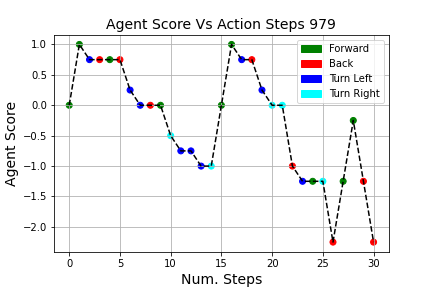 Agent Score Vs Action Steps 979
Agent Score
1.0
0.5
0.0
−0.5
−1.0
−1.5
−2.0
Forward
Back
Turn Left
Turn Right
0 5 10 15 20 25 30
Num. Steps